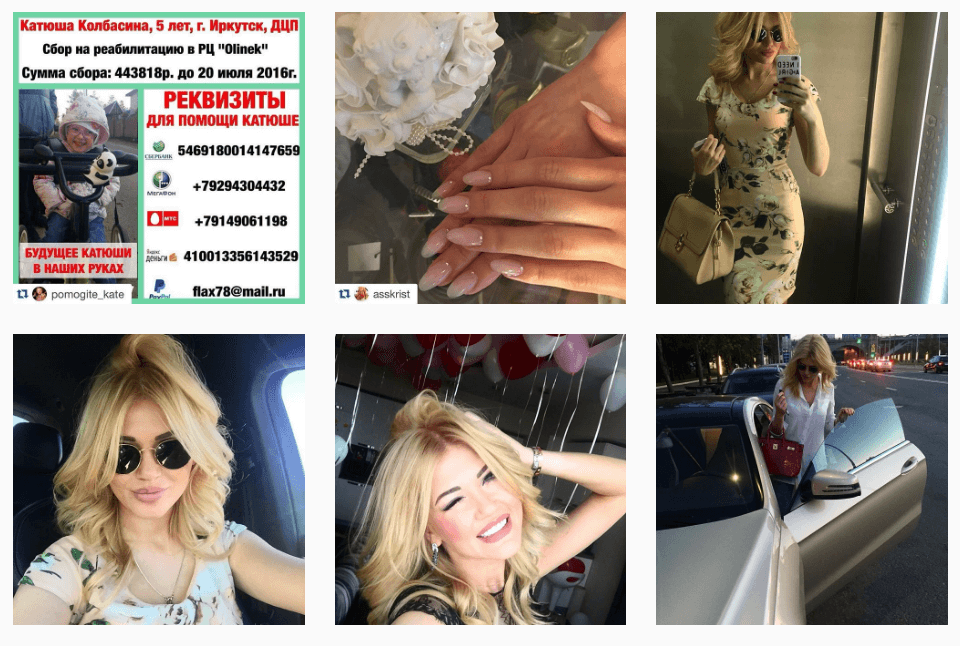 Катюша Колбасина, 5 лет, г. Иркутск, ДЦП
Сбор на реабилитацию в РЦ "Olinek"
Сумма сбора: 443818р. до 20 июля 2016г.
РЕКВИЗИТЫ
ДЛЯ ПОМОЩИ КАТЮШЕ
СБЕРБАНК 5469180014147659
МЕГАФОН +79294304432
МТС +79149061198
Яндекс
деньги 410013356143529
PayPal flax78@mail.ru
БУДУЩЕЕ КАТЮШИ
В НАШИХ РУКАХ
pomogite_kate
asskrist
I NEED